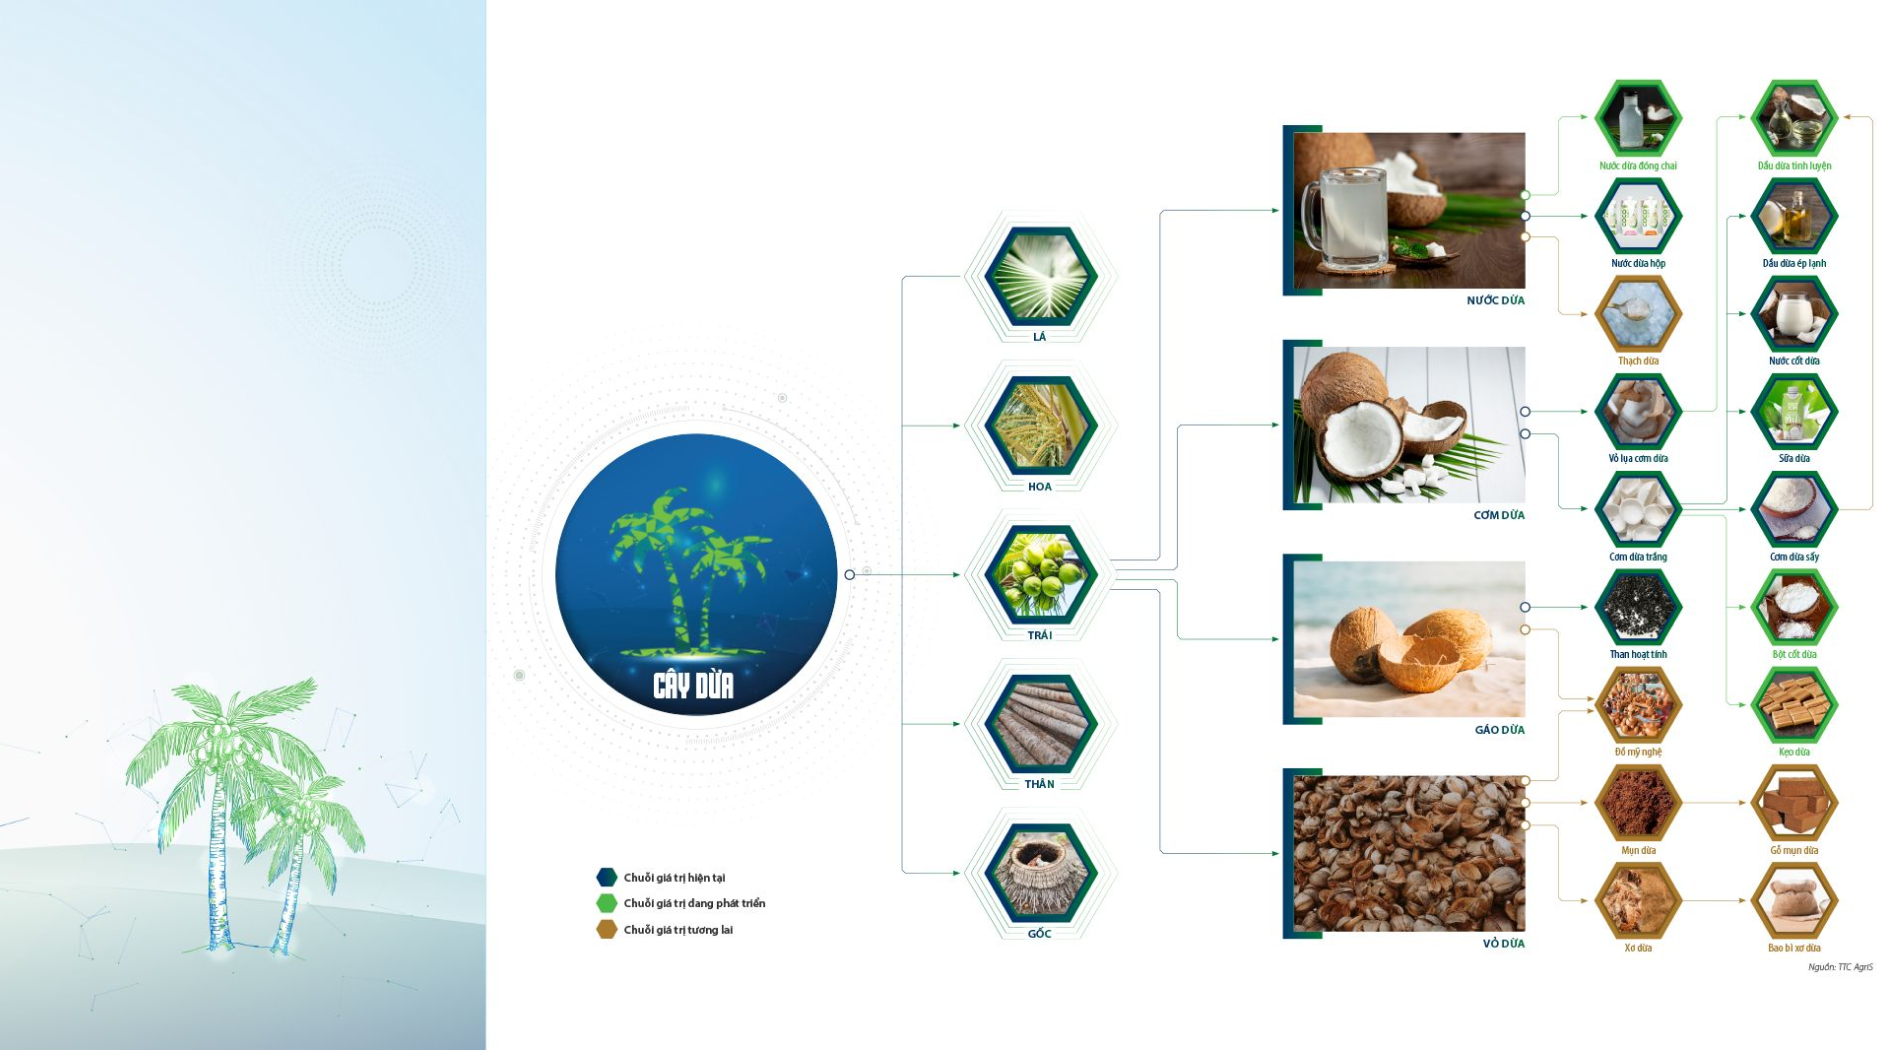 CÂY DỪA
Chuỗi giá trị hiện tại
Chuỗi giá trị đang phát triển
Chuỗi giá trị tương lai
LÁ
HOA
TRÁI
THÂN
GỐC
NƯỚC DỪA
CƠM DỪA
GÁO DỪA
VỎ DỪA
Nước dừa đóng chai
Nước dừa hộp
Thạch dừa
Vỏ lụa cơm dừa
Cơm dừa trắng
Than hoạt tính
Đồ mỹ nghệ
Mụn dừa
Xơ dừa
Dầu dừa tinh luyện
Dầu dừa ép lạnh
Nước cốt dừa
Sữa dừa
Cơm dừa sấy
Bột cốt dừa
Kẹo dừa
Gỗ mụn dừa
Bao bì xơ dừa
Nguồn: TTC AgriS